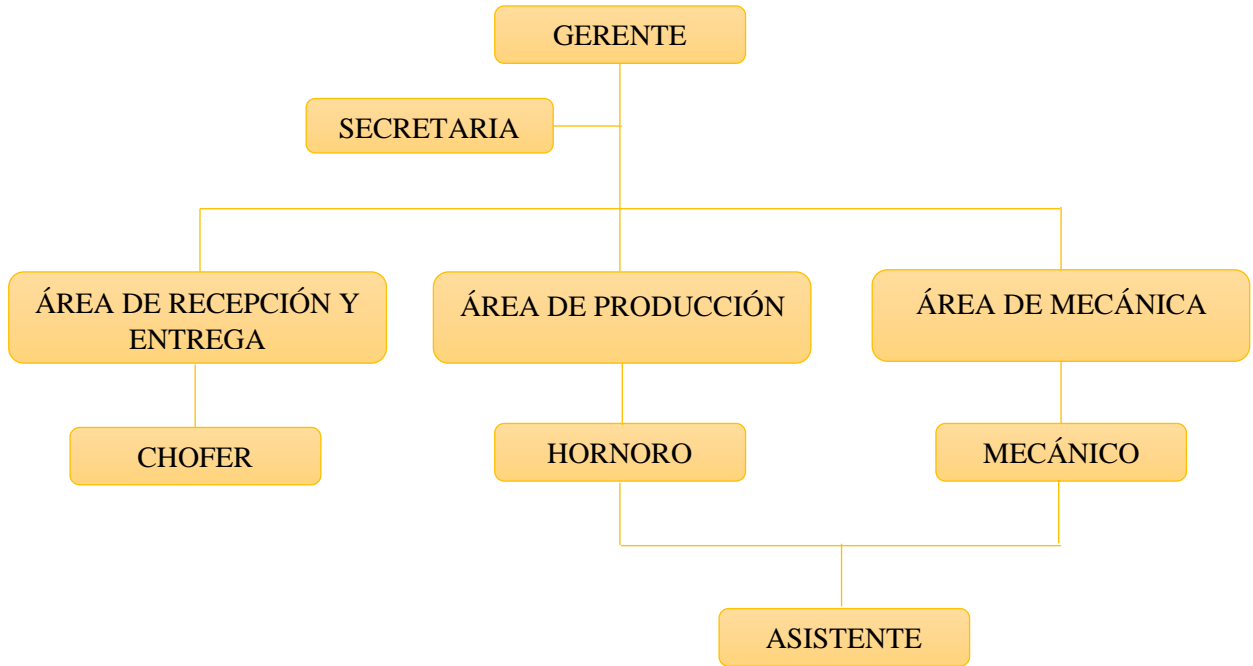 GERENTE
SECRETARIA
ÁREA DE RECEPCIÓN Y
ENTREGA
ÁREA DE PRODUCCIÓN
ÁREA DE MECÁNICA
CHOFER
HORNORO
MECÁNICO
ASISTENTE